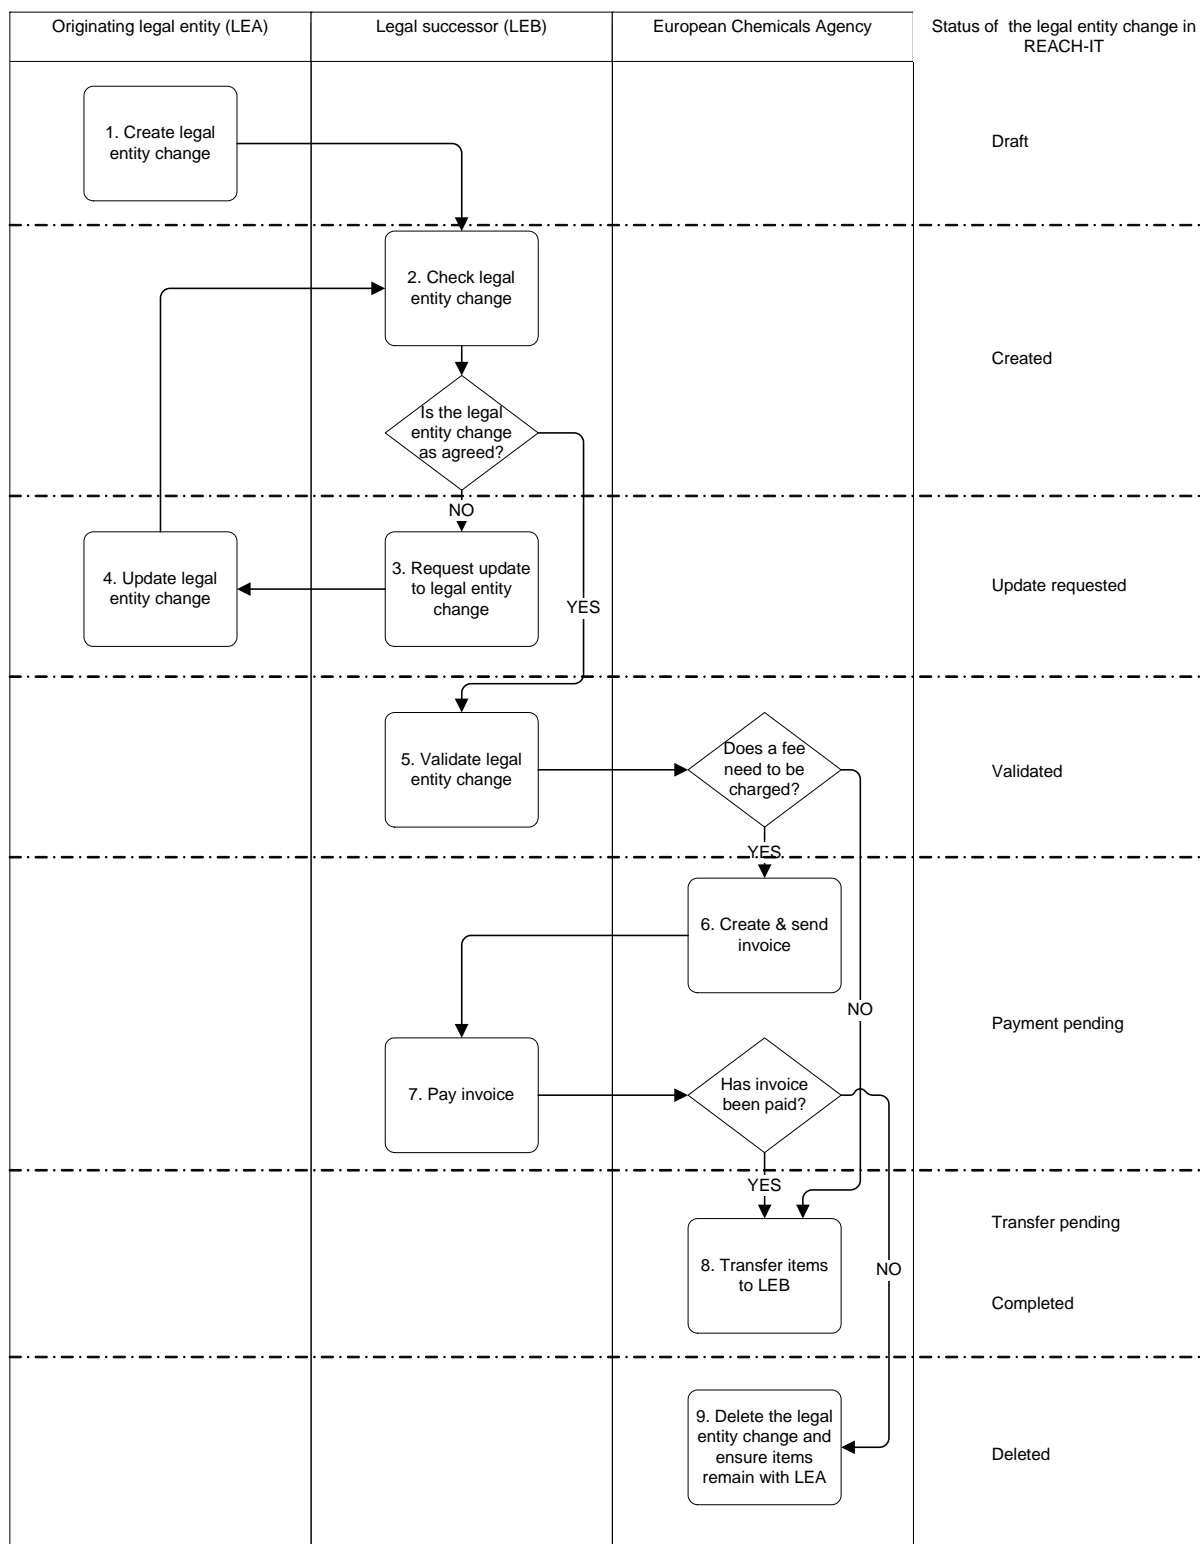 Originating legal entity (LEA)
Legal successor (LEB)
European Chemicals Agency
Status of the legal entity change in
REACH-IT
1. Create legal
entity change
Draft
2. Check legal
entity change
Created
Is the legal
entity change
as agreed?
NO
4. Update legal
entity change
3. Request update
to legal entity
change
YES
Update requested
5. Validate legal
entity change
Does a fee
need to be
charged?
Validated
YES
6. Create & send
invoice
NO
Payment pending
7. Pay invoice
Has invoice
been paid?
YES
Transfer pending
8. Transfer items
to LEB
NO
Completed
9. Delete the legal
entity change and
ensure items
remain with LEA
Deleted